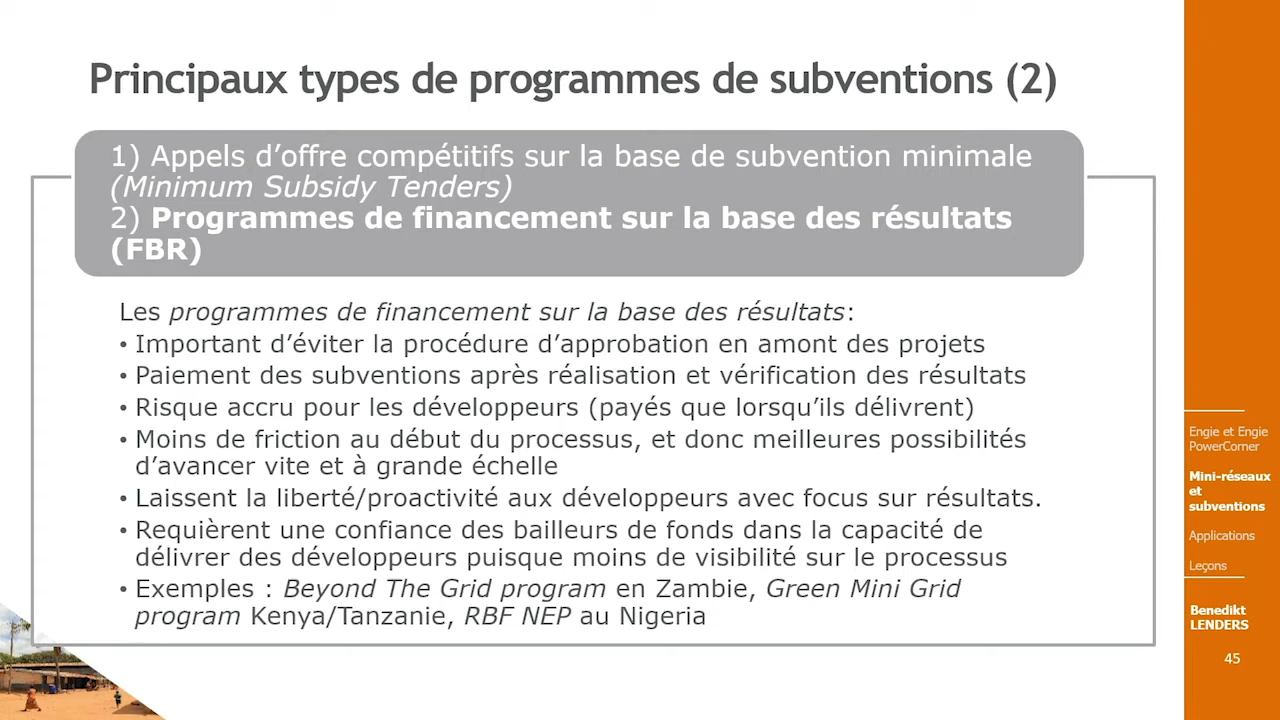 Principaux types de programmes de subventions (2)
1) Appels d’offre compétitifs sur la base de subvention minimale
(Minimum Subsidy Tenders)
2) Programmes de financement sur la base des résultats
(FBR)
Les programmes de financement sur la base des résultats:
• Important d’éviter la procédure d’approbation en amont des projets
• Paiement des subventions après réalisation et vérification des résultats
• Risque accru pour les développeurs (payés que lorsqu’ils délivrent)
• Moins de friction au début du processus, et donc meilleures possibilités
d’avancer vite et à grande échelle
• Laissent la liberté/proactivité aux développeurs avec focus sur résultats.
• Requièrent une confiance des bailleurs de fonds dans la capacité de
délivrer des développeurs puisque moins de visibilité sur le processus
• Exemples : Beyond The Grid program en Zambie, Green Mini Grid
program Kenya/Tanzanie, RBF NEP au Nigeria
Engie et Engie
PowerCorner
Mini-réseaux
et
subventions
Applications
Leçons
Benedikt
LENDERS
45